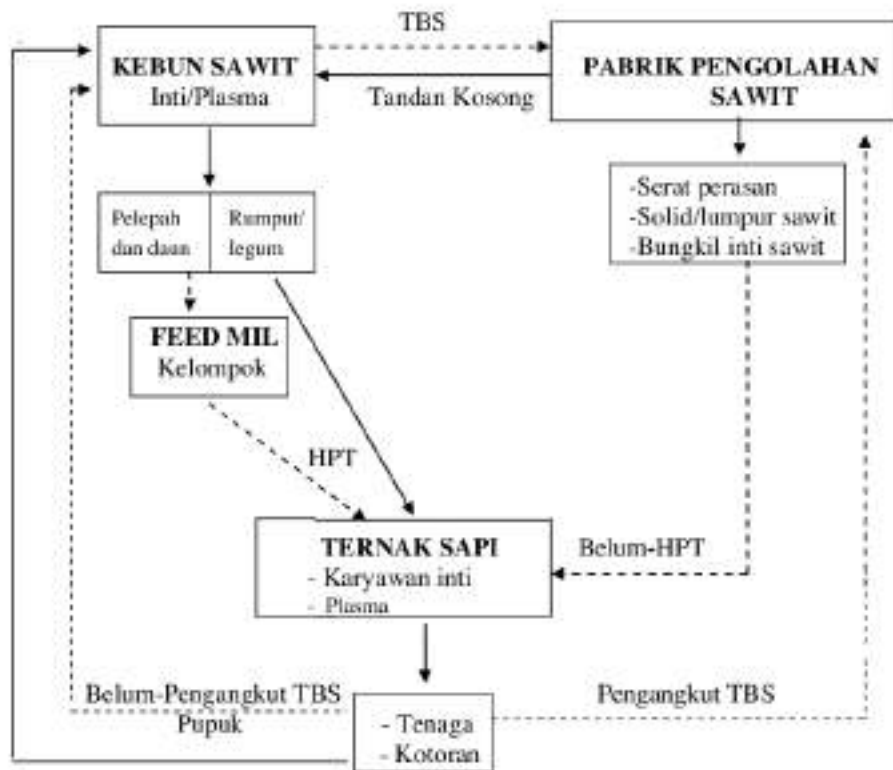 TBS
KEBUN SAWIT
Inti/Plasma
PABRIK PENGOLAHAN
SAWIT
Tandan Kosong
Pelepah
dan daun
Rumput/
legum
-Serat perasan
-Solid/lumpur sawit
-Bungkil inti sawit
FEED MIL
Kelompok
HPT
TERNAK SAPI
- Karyawan inti
- Plasma
Belum-HPT
Belum-Pengangkut TBS
Pupuk
Pengangkut TBS
- Tenaga
- Kotoran